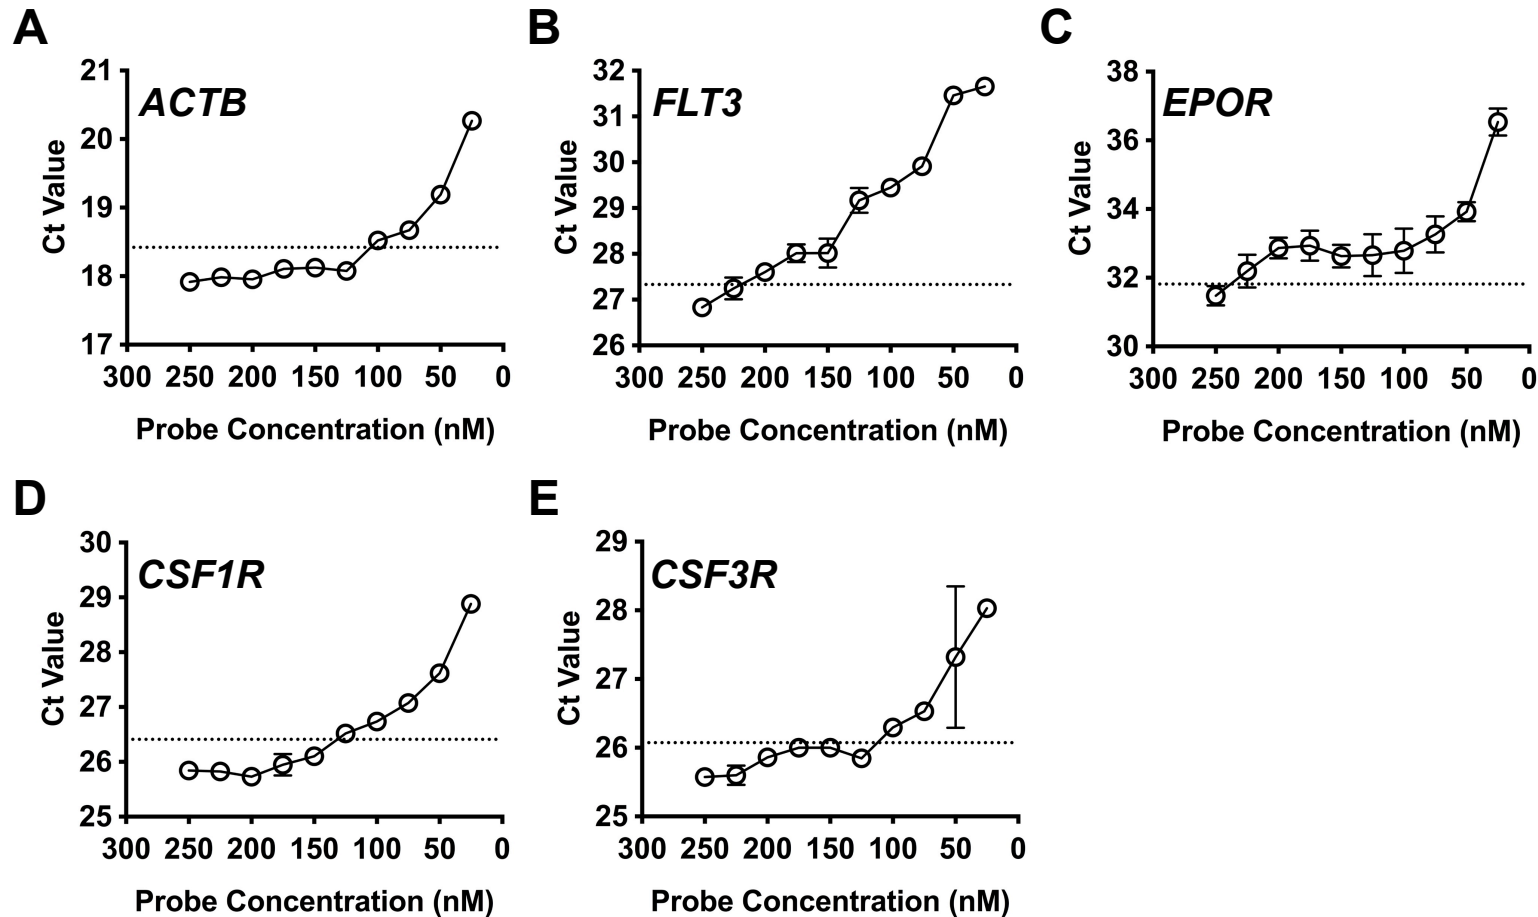 A
ACTB
Ct Value
21
20
19
18
17
300 250 200 150 100 50 0
Probe Concentration (nM)
B
FLT3
Ct Value
32
31
30
29
28
27
26
300 250 200 150 100 50 0
Probe Concentration (nM)
C
EPOR
Ct Value
38
36
34
32
30
300 250 200 150 100 50 0
Probe Concentration (nM)
D
CSF1R
Ct Value
30
29
28
27
26
25
300 250 200 150 100 50 0
Probe Concentration (nM)
E
CSF3R
Ct Value
29
28
27
26
25
300 250 200 150 100 50 0
Probe Concentration (nM)